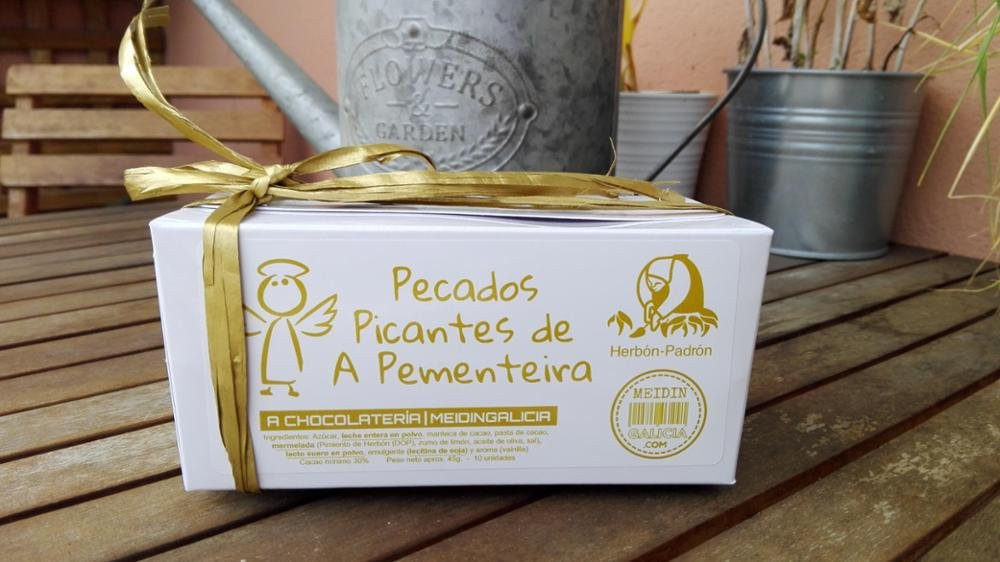 FLOWERS
&
GARDEN
Pecados
Picantes de
A Pementeira
Herbón-Padrón
A CHOCOLATERÍA|MEIDINGALICIA
MEIDIN
GALICIA
.COM
Ingredientes: Azúcar, leche entera en polvo, manteca de cacao, pasta de cacao,
mermelada (Pimiento de Herbón (DOP), zumo de limón, aceite de oliva, sal),
lacto suero en polvo, emulgente (lecitina de soja) y aroma (vainilla)
Cacao mínimo 30% Peso neto aprox. 45g. - 10 unidades